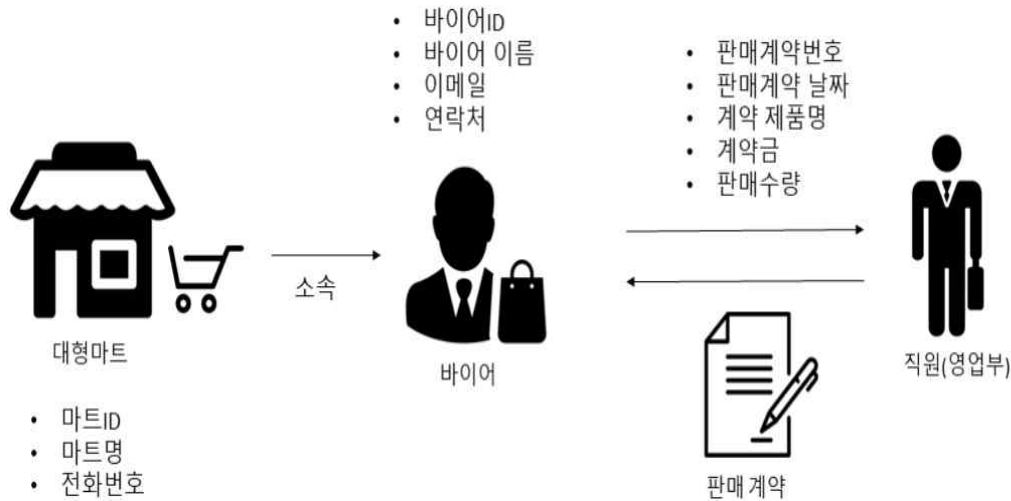 • 바이어ID
• 바이어 이름
• 이메일
• 연락처
• 판매계약번호
• 판매계약 날짜
• 계약 제품명
• 계약금
• 판매수량
소속
대형마트
바이어
직원(영업부)
• 마트ID
• 마트명
• 전화번호
판매 계약